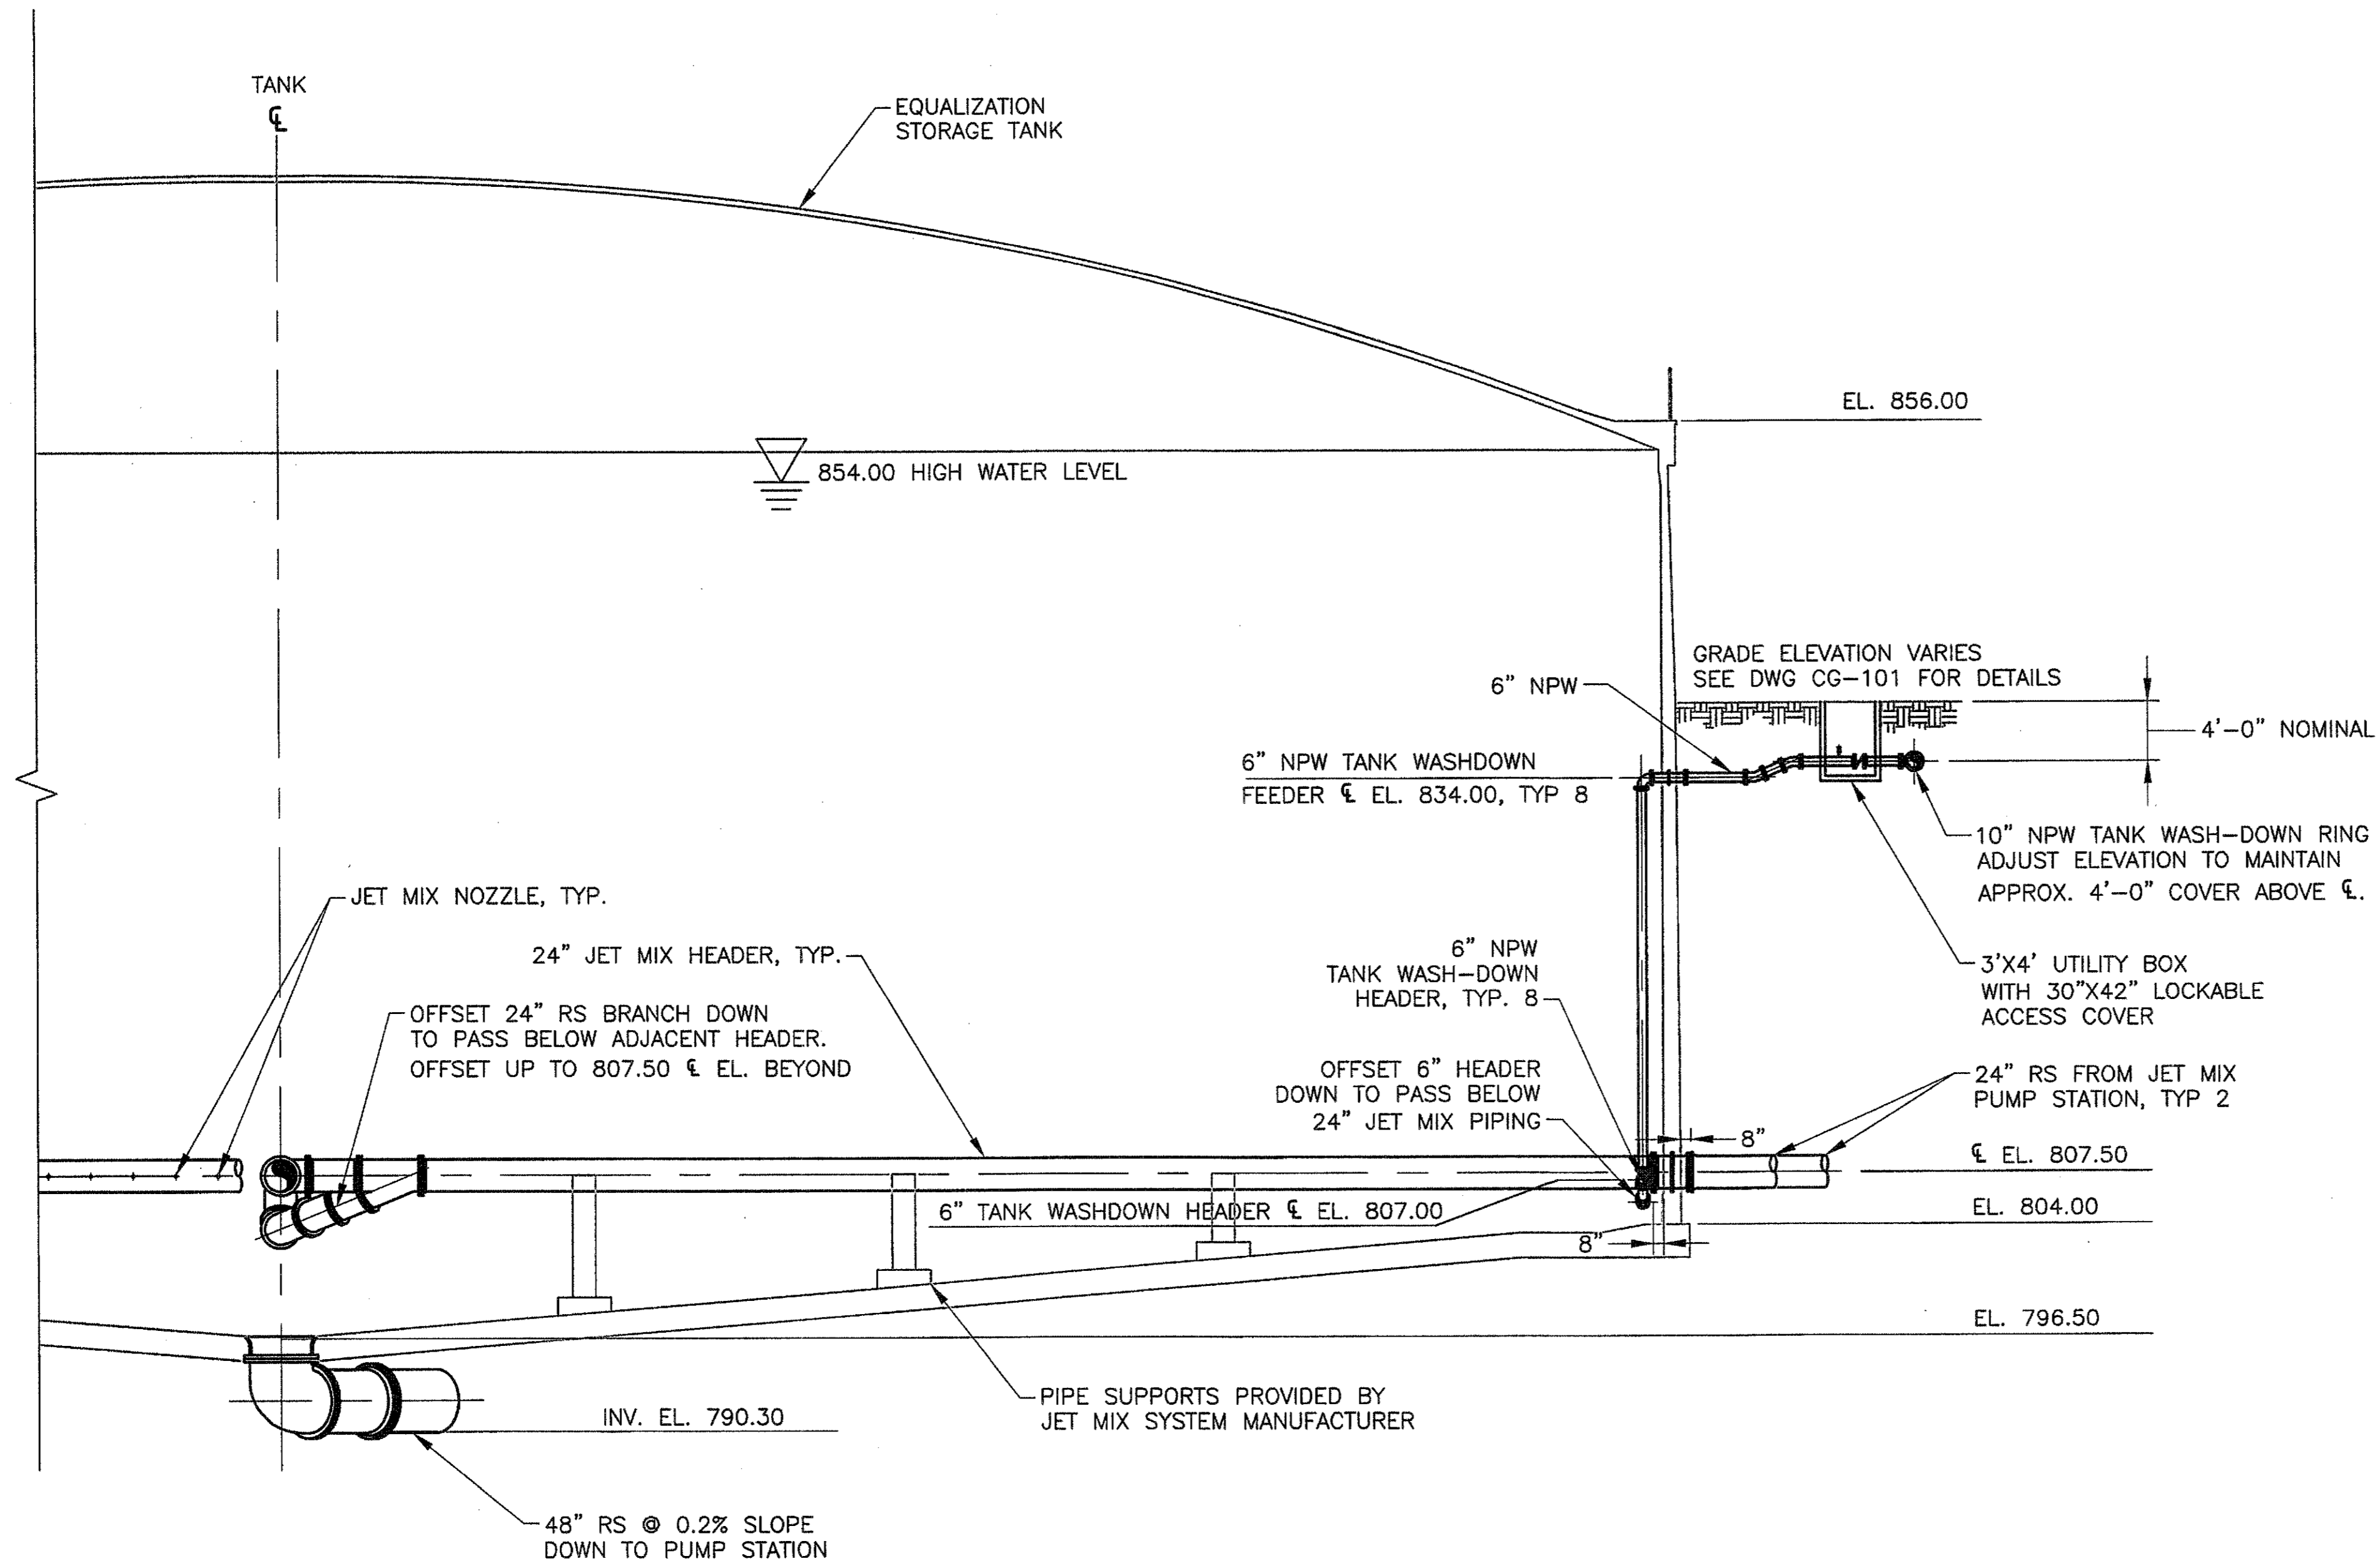 TANK
℄
EQUALIZATION
STORAGE TANK
EL. 856.00
854.00 HIGH WATER LEVEL
GRADE ELEVATION VARIES
SEE DWG CG-101 FOR DETAILS
6" NPW
4'-0" NOMINAL
6" NPW TANK WASHDOWN
FEEDER ℄ EL. 834.00, TYP 8
10" NPW TANK WASH-DOWN RING
ADJUST ELEVATION TO MAINTAIN
APPROX. 4'-0" COVER ABOVE ℄.
JET MIX NOZZLE, TYP.
24" JET MIX HEADER, TYP.
6" NPW
TANK WASH-DOWN
HEADER, TYP. 8
3'X4' UTILITY BOX
WITH 30"X42" LOCKABLE
ACCESS COVER
OFFSET 24" RS BRANCH DOWN
TO PASS BELOW ADJACENT HEADER.
OFFSET UP TO 807.50 ℄ EL. BEYOND
OFFSET 6" HEADER
DOWN TO PASS BELOW
24" JET MIX PIPING
24" RS FROM JET MIX
PUMP STATION, TYP 2
8"
℄ EL. 807.50
6" TANK WASHDOWN HEADER ℄ EL. 807.00
EL. 804.00
8"
EL. 796.50
PIPE SUPPORTS PROVIDED BY
JET MIX SYSTEM MANUFACTURER
INV. EL. 790.30
48" RS @ 0.2% SLOPE
DOWN TO PUMP STATION